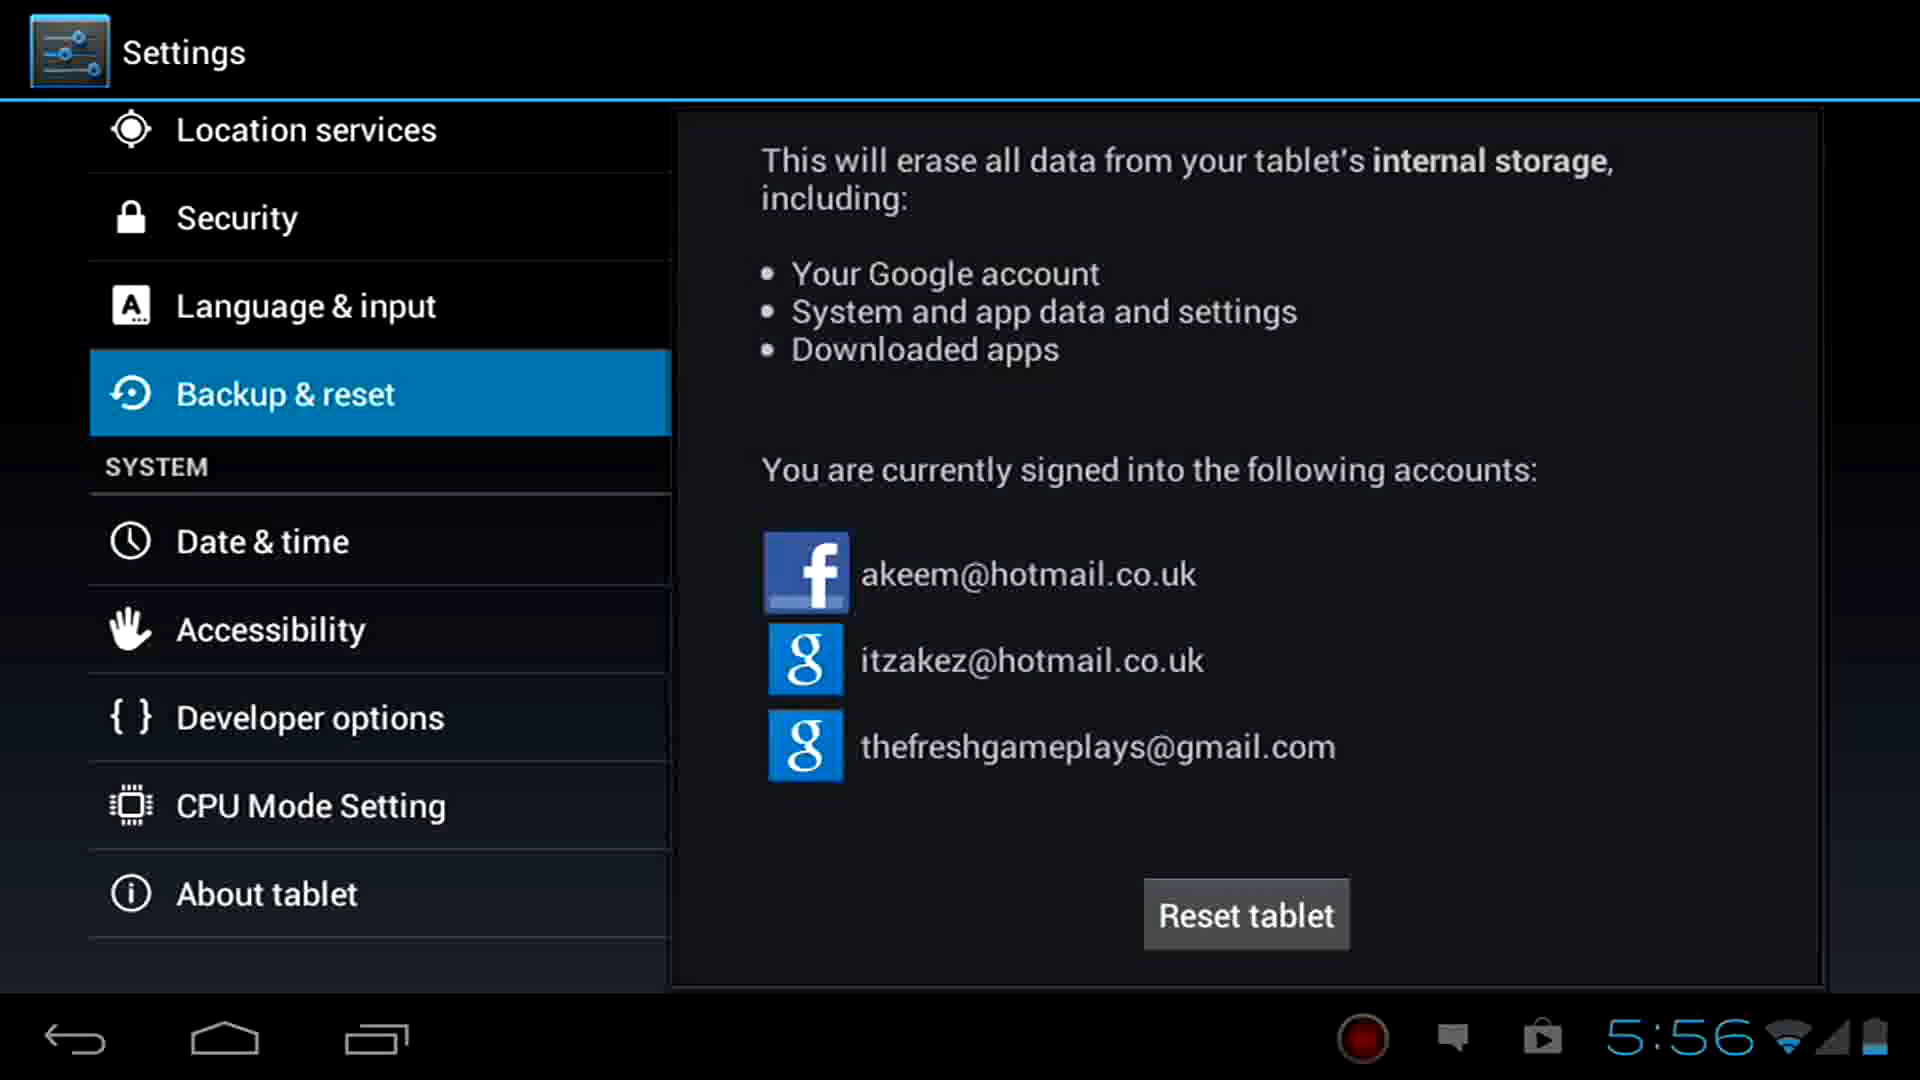 Settings
Location services
Security
Language & input
Backup & reset
SYSTEM
Date & time
Accessibility
{ } Developer options
CPU Mode Setting
About tablet
This will erase all data from your tablet's internal storage,
including:
• Your Google account
• System and app data and settings
• Downloaded apps
You are currently signed into the following accounts:
f akeem@hotmail.co.uk
g itzakez@hotmail.co.uk
g thefreshgameplays@gmail.com
Reset tablet
5:56